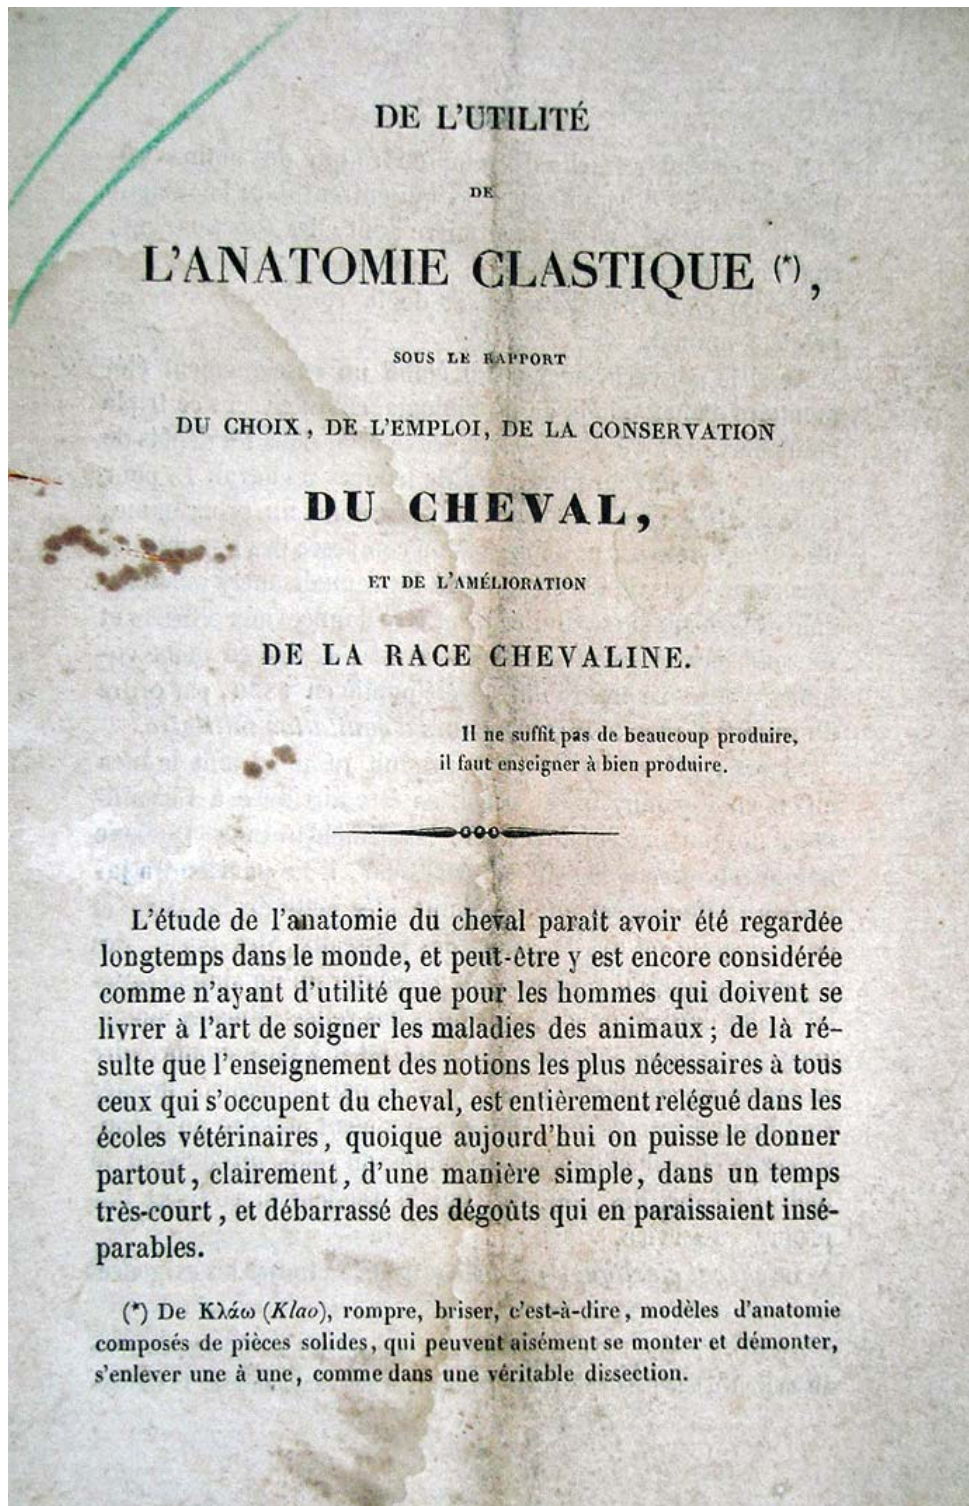 DE L'UTILITÉ
DE
L'ANATOMIE CLASTIQUE (*),
SOUS LE RAPPORT
DU CHOIX, DE L'EMPLOI, DE LA CONSERVATION
DU CHEVAL,
ET DE L'AMÉLIORATION
DE LA RACE CHEVALINE.
Il ne suffit pas de beaucoup produire,
il faut enseigner à bien produire.
L'étude de l'anatomie du cheval paraît avoir été regardée
longtemps dans le monde, et peut-être y est encore considérée
comme n'ayant d'utilité que pour les hommes qui doivent se
livrer à l'art de soigner les maladies des animaux ; de là ré-
sulte que l'enseignement des notions les plus nécessaires à tous
ceux qui s'occupent du cheval, est entièrement relégué dans les
écoles vétérinaires, quoique aujourd'hui on puisse le donner
partout, clairement, d'une manière simple, dans un temps
très-court, et débarrassé des dégoûts qui en paraissaient insé-
parables.
(*) De Κλάω (Klao), rompre, briser, c'est-à-dire, modèles d'anatomie
composés de pièces solides, qui peuvent aisément se monter et démonter,
s'enlever une à une, comme dans une véritable dissection.